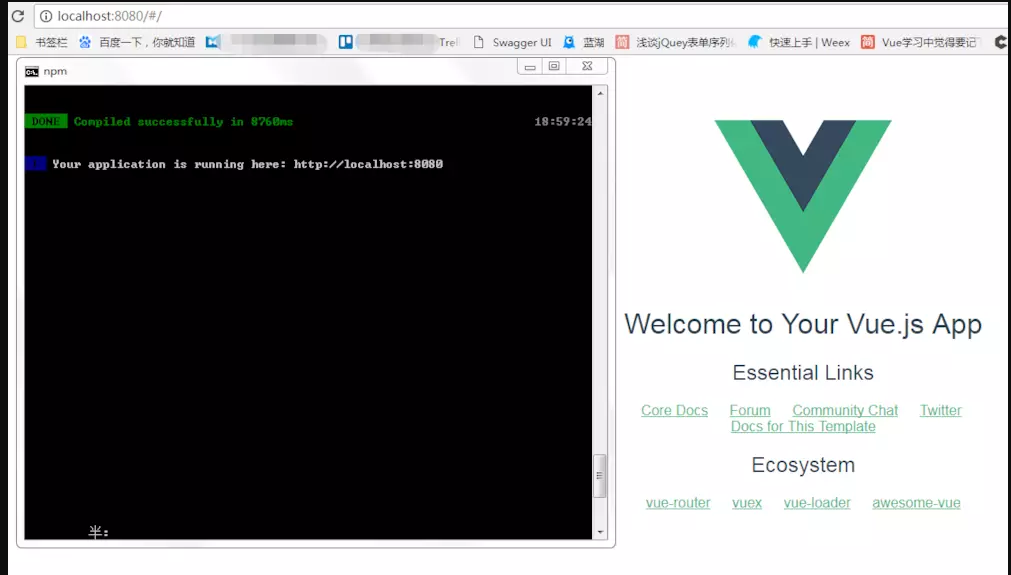 localhost:8080/#/
书签栏 百度一下，你就知道 Trel Swagger UI 蓝湖 简 浅谈jQuey表单序列 快速上手 | Weex 简 Vue学习中觉得要记
npm
DONE Compiled successfully in 8760ms 18:59:24
I Your application is running here: http://localhost:8080
半:
Welcome to Your Vue.js App
Essential Links
Core Docs Forum Community Chat Twitter
Docs for This Template
Ecosystem
vue-router vuex vue-loader awesome-vue